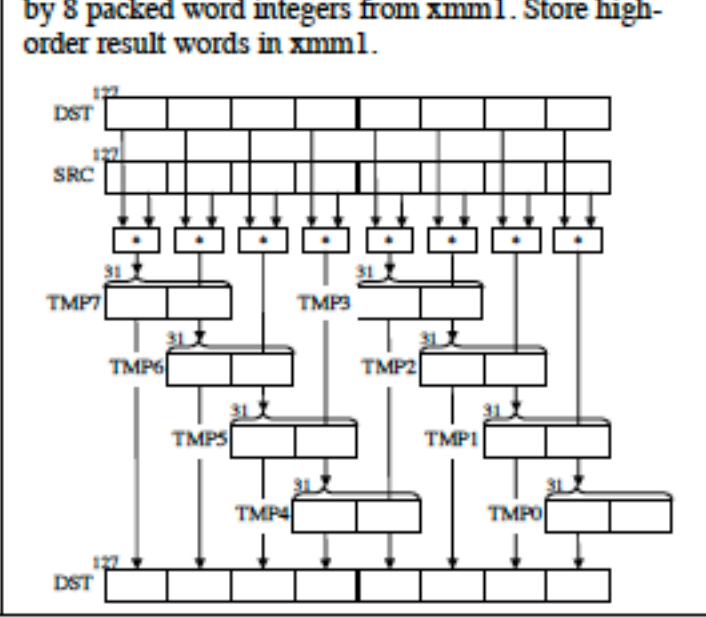 by 8 packed word integers from xmm1. Store high-
order result words in xmm1.
127
DST
127
SRC
* * * * * * * *
31 31
TMP7 TMP3
31 31
TMP6 TMP2
31 31
TMP5 TMP1
31 31
TMP4 TMP0
127
DST